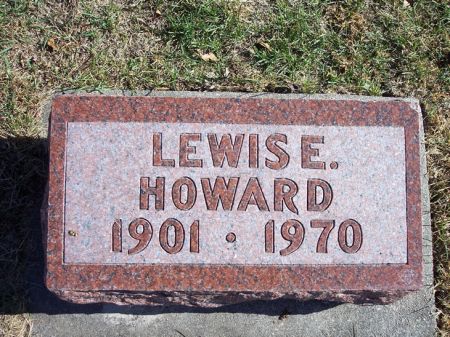 LEWIS E.
HOWARD
1901 · 1970